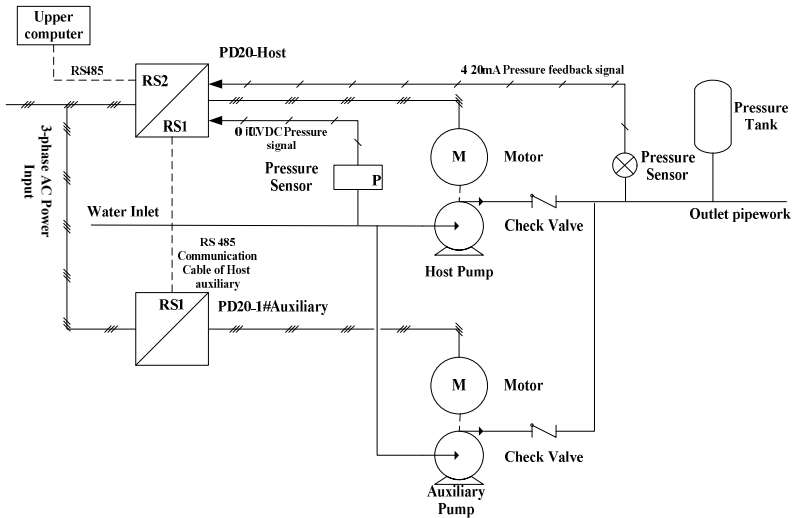 Upper
computer
PD20-Host
RS485
RS2
4 20mA Pressure feedback signal
RS1
Pressure
signal
Pressure
Tank
M
Motor
Pressure
Sensor
P
Pressure
Sensor
3-phase AC Power
Input
Water Inlet
Check Valve
Outlet pipework
RS 485
Communication
Cable of Host
auxiliary
Host Pump
RS1
PD20-1#Auxiliary
M
Motor
Check Valve
Auxiliary
Pump